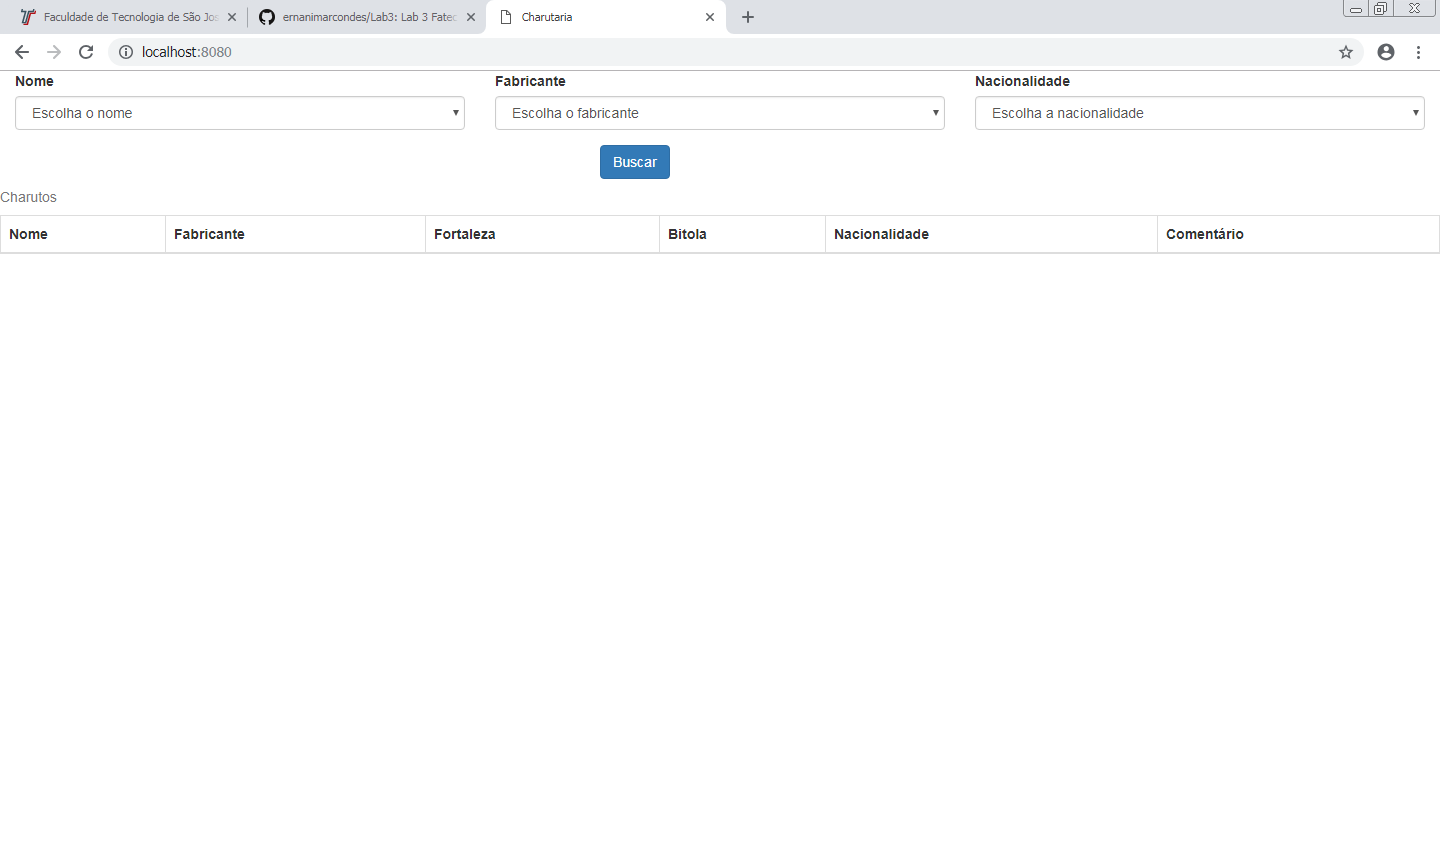 Faculdade de Tecnologia de São Jos
ernanimarcondes/Lab3: Lab 3 Fatec
Charutaria
localhost:8080
Nome Fabricante Nacionalidade
Escolha o nome Escolha o fabricante Escolha a nacionalidade
Buscar
Charutos
Nome Fabricante Fortaleza Bitola Nacionalidade Comentário